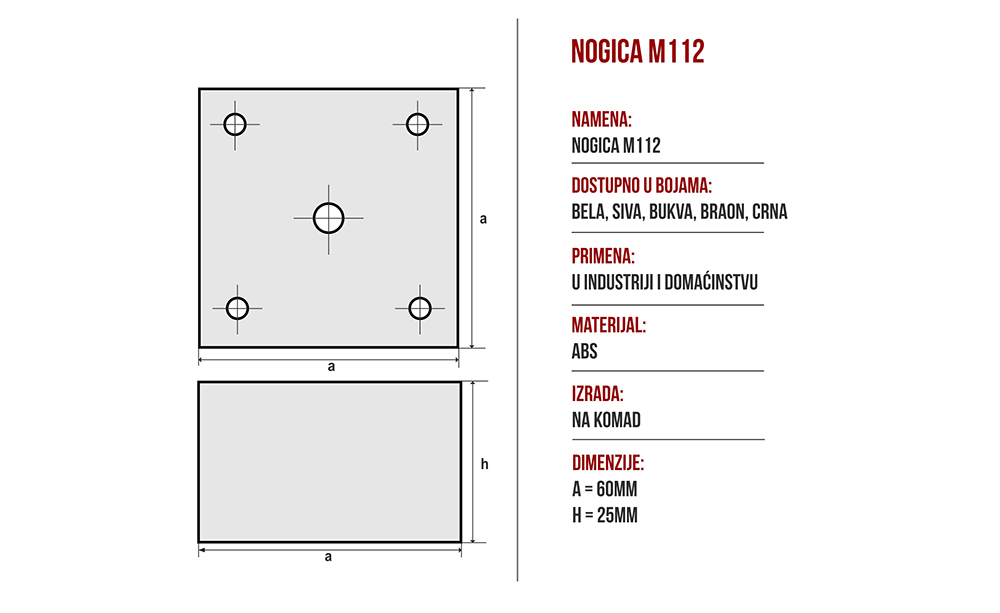 a
a
h
a
NOGICA M112
NAMENA:
NOGICA M112
DOSTUPNO U BOJAMA:
BELA, SIVA, BUKVA, BRAON, CRNA
PRIMENA:
U INDUSTRIJI I DOMAĆINSTVU
MATERIJAL:
ABS
IZRADA:
NA KOMAD
DIMENZIJE:
A = 60MM
H = 25MM